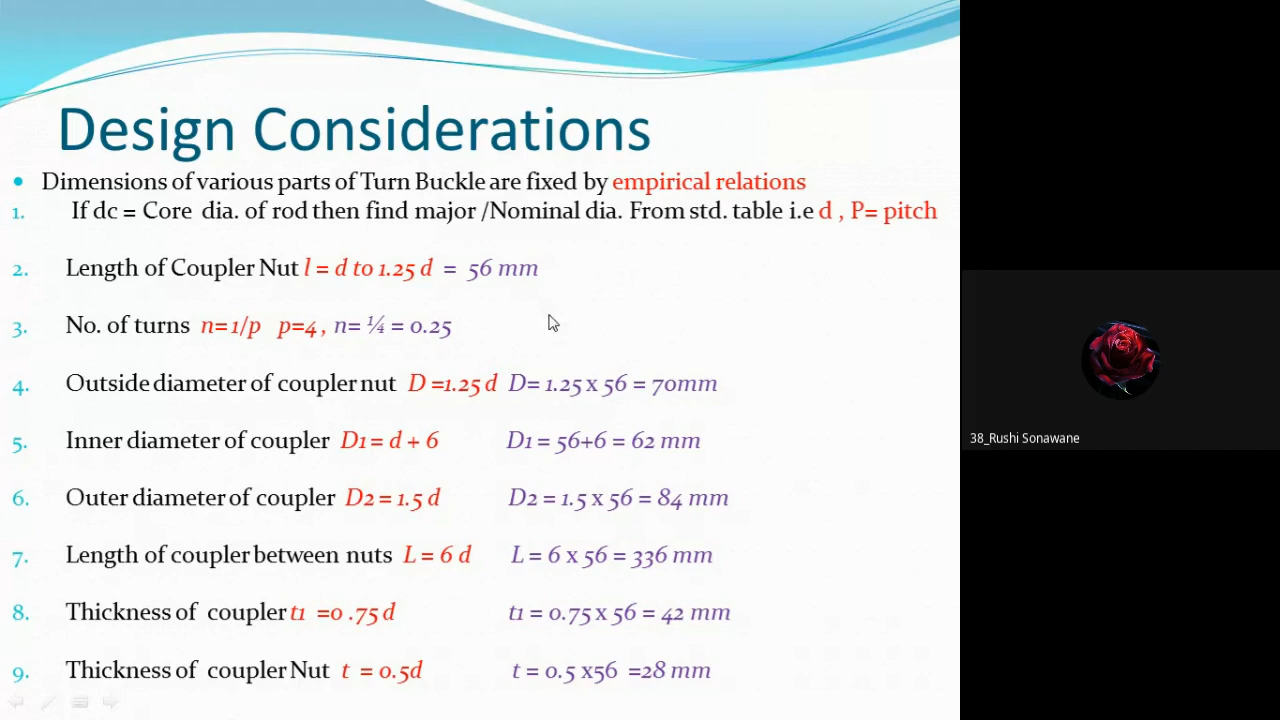 Design Considerations
• Dimensions of various parts of Turn Buckle are fixed by empirical relations
1. If dc = Core dia. of rod then find major /Nominal dia. From std. table i.e d , P= pitch
2. Length of Coupler Nut l = d to 1.25 d = 56 mm
3. No. of turns n= 1/p p=4 , n= ¼ = 0.25
4. Outside diameter of coupler nut D =1.25 d D= 1.25 x 56 = 70mm
5. Inner diameter of coupler D1 = d + 6 D1 = 56+6 = 62 mm
6. Outer diameter of coupler D2 = 1.5 d D2 = 1.5 x 56 = 84 mm
7. Length of coupler between nuts L = 6 d L = 6 x 56 = 336 mm
8. Thickness of coupler t1 =0 .75 d t1 = 0.75 x 56 = 42 mm
9. Thickness of coupler Nut t = 0.5d t = 0.5 x56 =28 mm
38_Rushi Sonawane